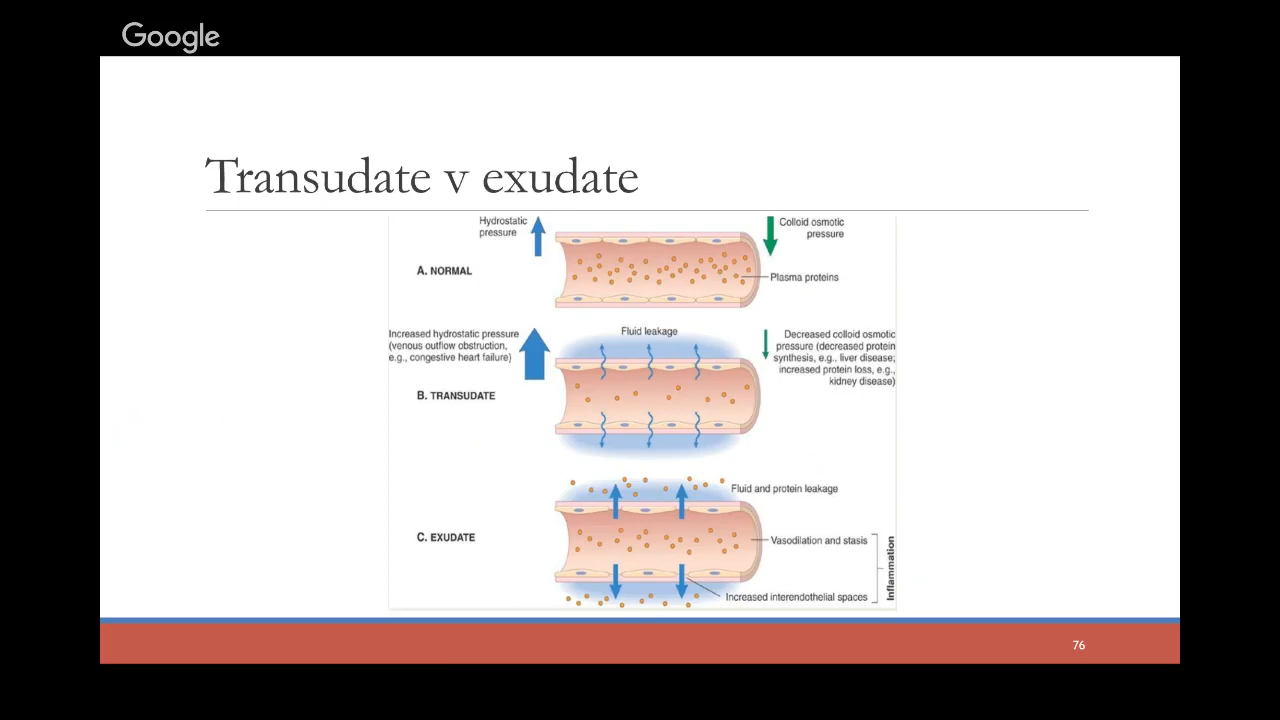 Google
Transudate v exudate
Hydrostatic
pressure
Colloid osmotic
pressure
A. NORMAL
Plasma proteins
Increased hydrostatic pressure
(venous outflow obstruction,
e.g., congestive heart failure)
Fluid leakage
Decreased colloid osmotic
pressure (decreased protein
synthesis, e.g., liver disease;
increased protein loss, e.g.,
kidney disease)
B. TRANSUDATE
Fluid and protein leakage
C. EXUDATE
Vasodilation and stasis
Increased interendothelial spaces
Inflammation
76